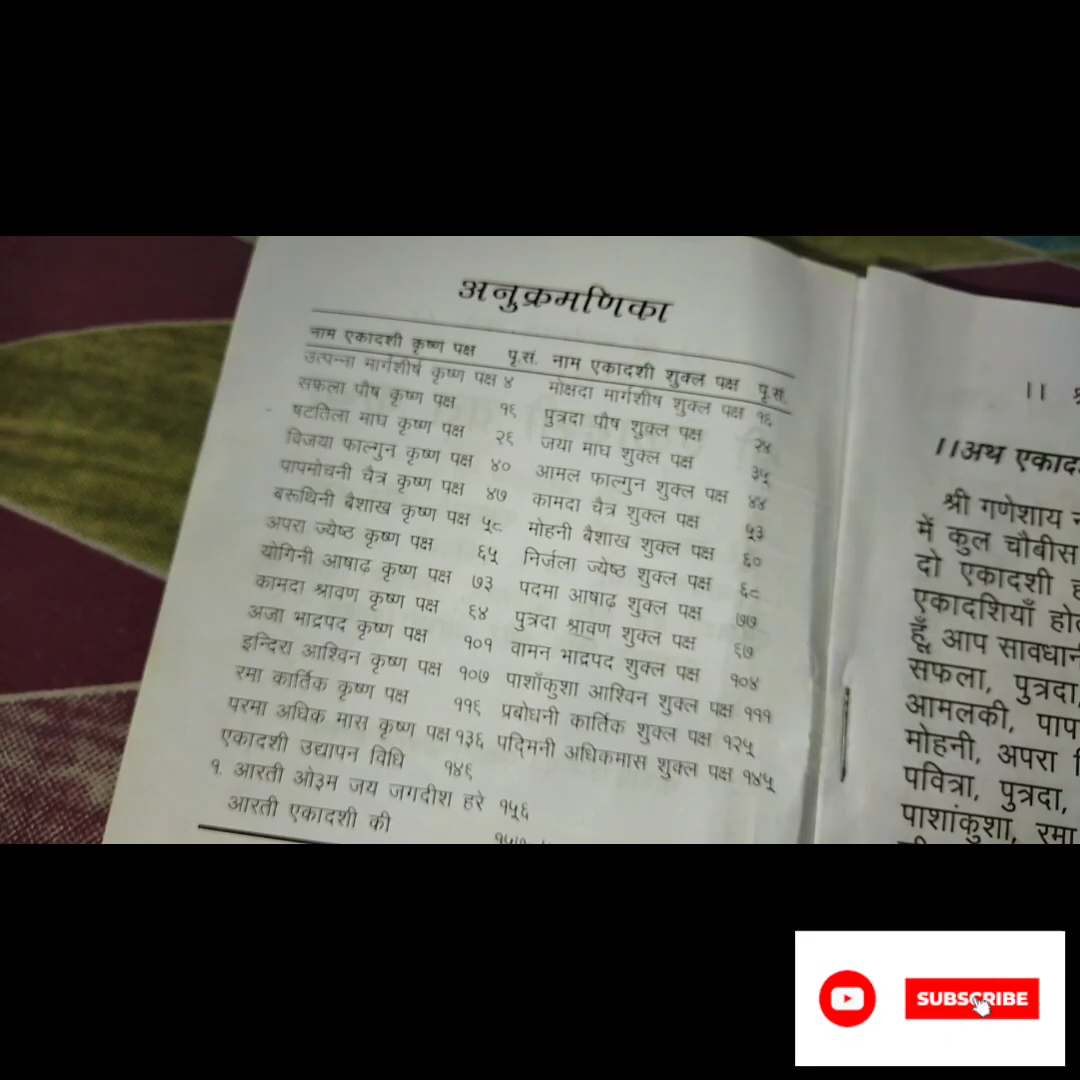 अनुक्रमणिका
नाम एकादशी कृष्ण पक्ष पृ.सं. नाम एकादशी शुक्ल पक्ष पृ.सं.
उत्पन्ना मार्गशीर्ष कृष्ण पक्ष ४ मोक्षदा मार्गशीष शुक्ल पक्ष १६
सफला पौष कृष्ण पक्ष १६ पुत्रदा पौष शुक्ल पक्ष २४
षटतिला माघ कृष्ण पक्ष २६ जया माघ शुक्ल पक्ष ३५
विजया फाल्गुन कृष्ण पक्ष ४० आमल फाल्गुन शुक्ल पक्ष ४४
पापमोचनी चैत्र कृष्ण पक्ष ४७ कामदा चैत्र शुक्ल पक्ष ५३
बरूथिनी बैशाख कृष्ण पक्ष ५८ मोहनी बैशाख शुक्ल पक्ष ६०
अपरा ज्येष्ठ कृष्ण पक्ष ६५ निर्जला ज्येष्ठ शुक्ल पक्ष ६८
योगिनी आषाढ़ कृष्ण पक्ष ७३ पदमा आषाढ़ शुक्ल पक्ष ७७
कामदा श्रावण कृष्ण पक्ष ६४ पुत्रदा श्रावण शुक्ल पक्ष ६७
अजा भाद्रपद कृष्ण पक्ष १०१ वामन भाद्रपद शुक्ल पक्ष १०४
इन्दिरा आश्विन कृष्ण पक्ष १०७ पाशाँकुशा आश्विन शुक्ल पक्ष १११
रमा कार्तिक कृष्ण पक्ष ११६ प्रबोधनी कार्तिक शुक्ल पक्ष १२५
परमा अधिक मास कृष्ण पक्ष १३६ पद्मिनी अधिकमास शुक्ल पक्ष १४५
एकादशी उद्यापन विधि १४६
१. आरती ओ३म जय जगदीश हरे १५६
आरती एकादशी की
।।
।।अथ एकाद
श्री गणेशाय
में कुल चौबीस
दो एकादशी
एकादशियाँ
हूँ, आप
सफला, पुत्रदा,
आमलकी,
मोहनी, अपरा
पवित्रा, पुत्रदा,
पाशांकुशा, रमा
SUBSCRIBE